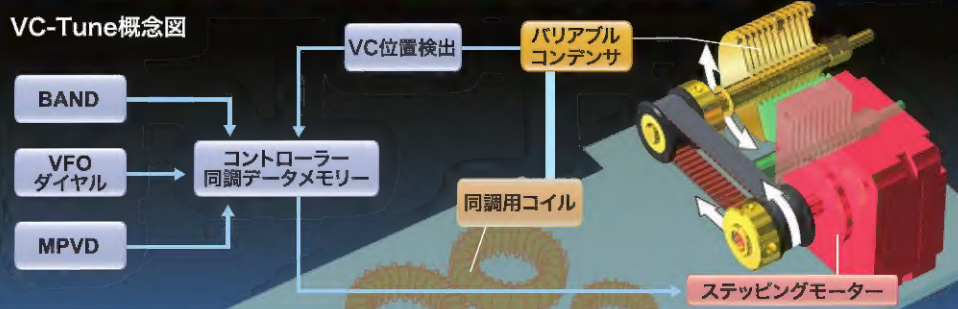 VC-Tune概念図
VC位置検出
バリアブル
コンデンサ
BAND
VFO
ダイヤル
コントローラー
同調データメモリー
同調用コイル
MPVD
ステッピングモーター